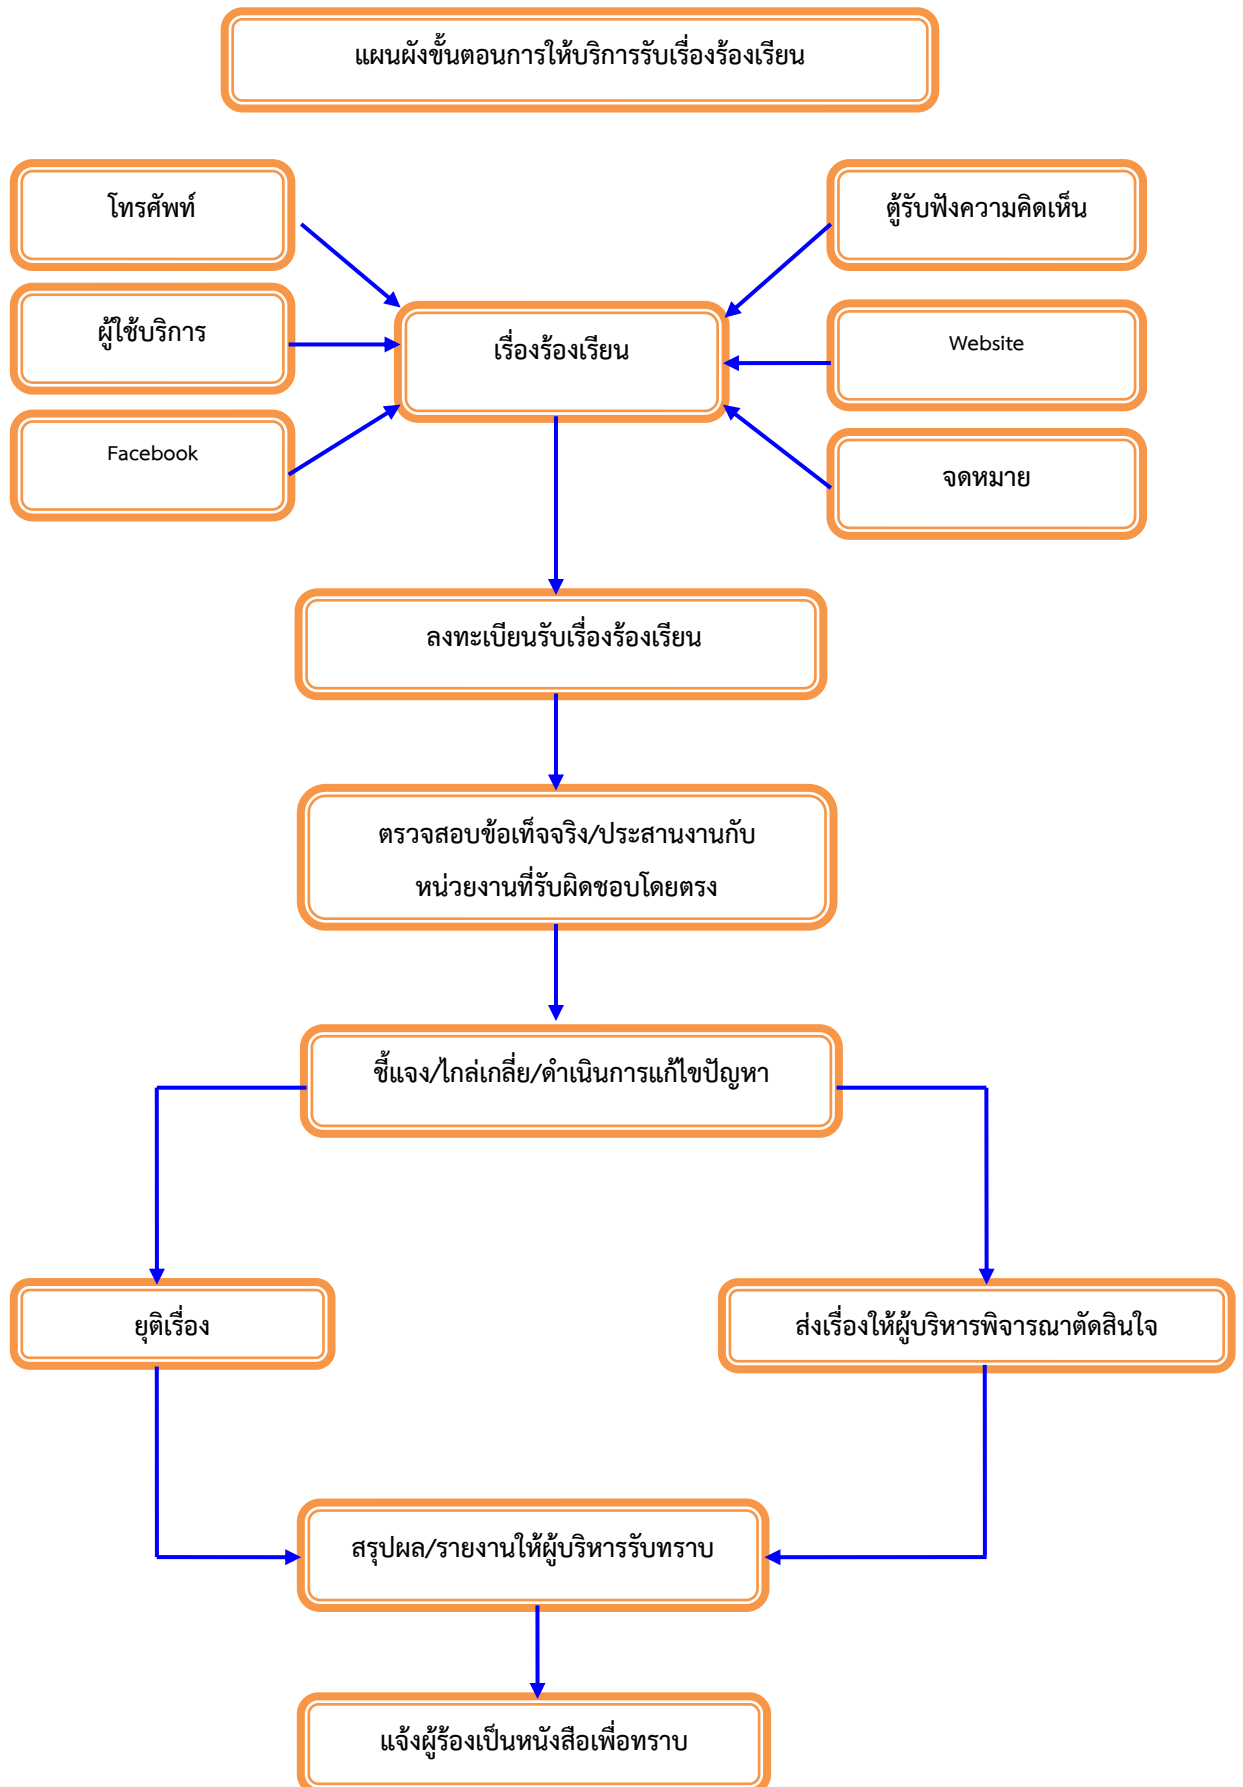 แผนผังขั้นตอนการให้บริการรับเรื่องร้องเรียน
โทรศัพท์
ตู้รับฟังความคิดเห็น
ผู้ใช้บริการ
เรื่องร้องเรียน
Website
Facebook
จดหมาย
ลงทะเบียนรับเรื่องร้องเรียน
ตรวจสอบข้อเท็จจริง/ประสานงานกับ
หน่วยงานที่รับผิดชอบโดยตรง
ชี้แจง/ไกล่เกลี่ย/ดำเนินการแก้ไขปัญหา
ยุติเรื่อง
ส่งเรื่องให้ผู้บริหารพิจารณาตัดสินใจ
สรุปผล/รายงานให้ผู้บริหารรับทราบ
แจ้งผู้ร้องเป็นหนังสือเพื่อทราบ